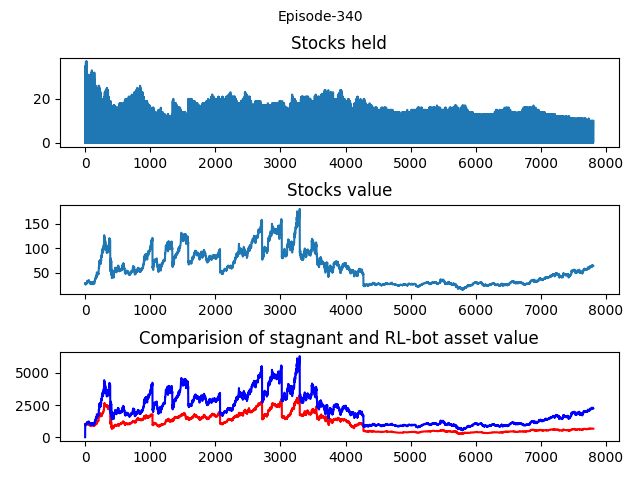 Episode-340
Stocks held
20
0
0 1000 2000 3000 4000 5000 6000 7000 8000
Stocks value
150
100
50
0 1000 2000 3000 4000 5000 6000 7000 8000
Comparision of stagnant and RL-bot asset value
5000
2500
0
0 1000 2000 3000 4000 5000 6000 7000 8000